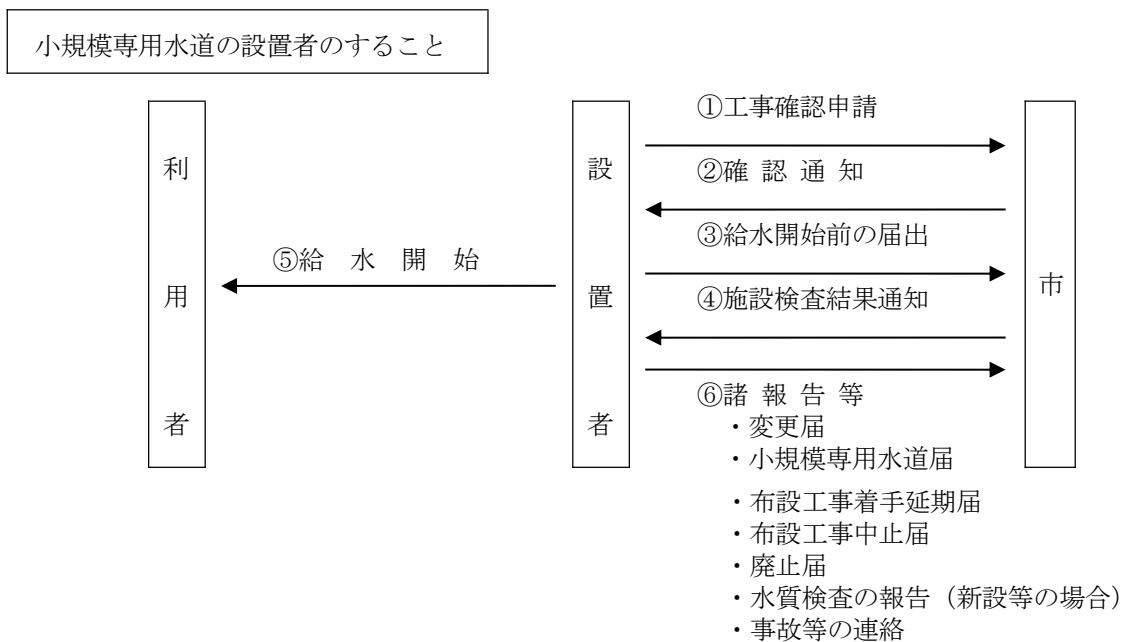 小規模専用水道の設置者のすること
利用者
設置者
市
①工事確認申請
②確 認 通 知
③給水開始前の届出
④施設検査結果通知
⑤給 水 開 始
⑥諸 報 告 等
・変更届
・小規模専用水道届
・布設工事着手延期届
・布設工事中止届
・廃止届
・水質検査の報告（新設等の場合）
・事故等の連絡